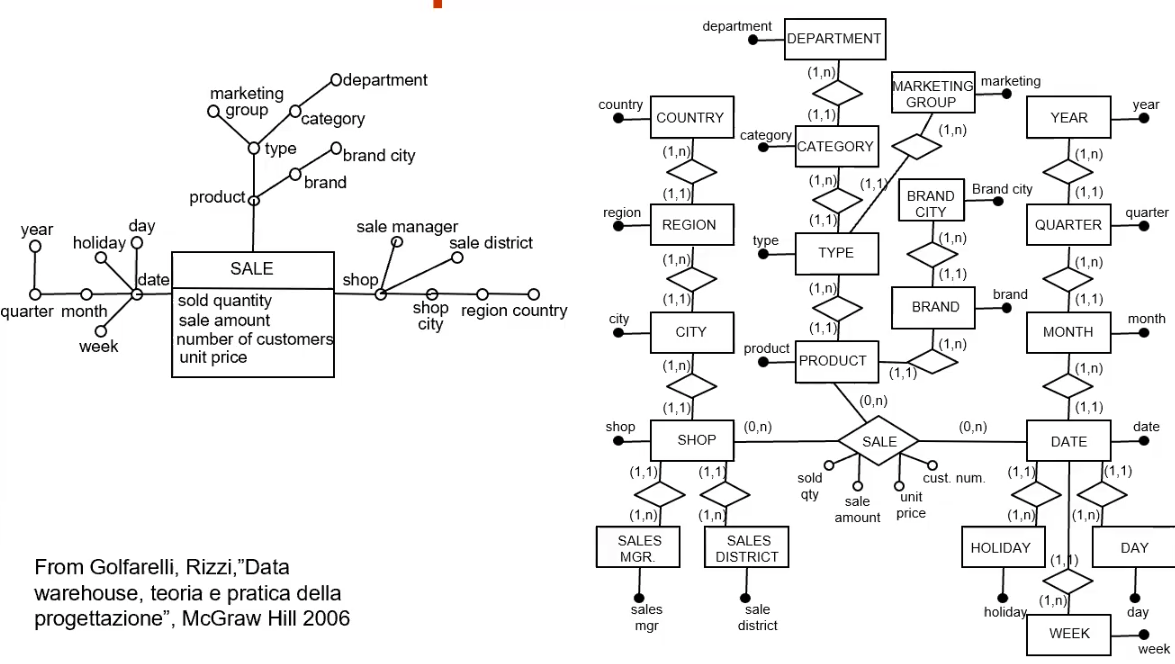 department
marketing
group
category
type
brand city
brand
product
year
day
holiday
date
quarter
month
week
SALE
sold quantity
sale amount
number of customers
unit price
sale manager
sale district
shop
shop
city
region
country
From Golfarelli, Rizzi,”Data
warehouse, teoria e pratica della
progettazione”, McGraw Hill 2006
department
DEPARTMENT
(1,n)
(1,1)
MARKETING
GROUP
marketing
(1,n)
(1,1)
country
COUNTRY
(1,n)
(1,1)
category
CATEGORY
(1,n)
(1,1)
YEAR
year
(1,n)
(1,1)
region
REGION
(1,n)
(1,1)
type
TYPE
(1,n)
(1,1)
BRAND
CITY
Brand city
(1,n)
(1,1)
QUARTER
quarter
(1,n)
(1,1)
city
CITY
(1,n)
(1,1)
product
PRODUCT
(1,1)
(0,n)
BRAND
brand
(1,n)
MONTH
month
(1,n)
(1,1)
shop
SHOP
(0,n)
SALE
(0,n)
DATE
date
sold
qty
sale
amount
unit
price
cust. num.
(1,1)
(1,n)
(1,1)
(1,n)
SALES
MGR.
SALES
DISTRICT
sales
mgr
sale
district
(1,1)
(1,n)
(1,1)
(1,n)
HOLIDAY
DAY
holiday
day
(1,1)
(1,n)
WEEK
week